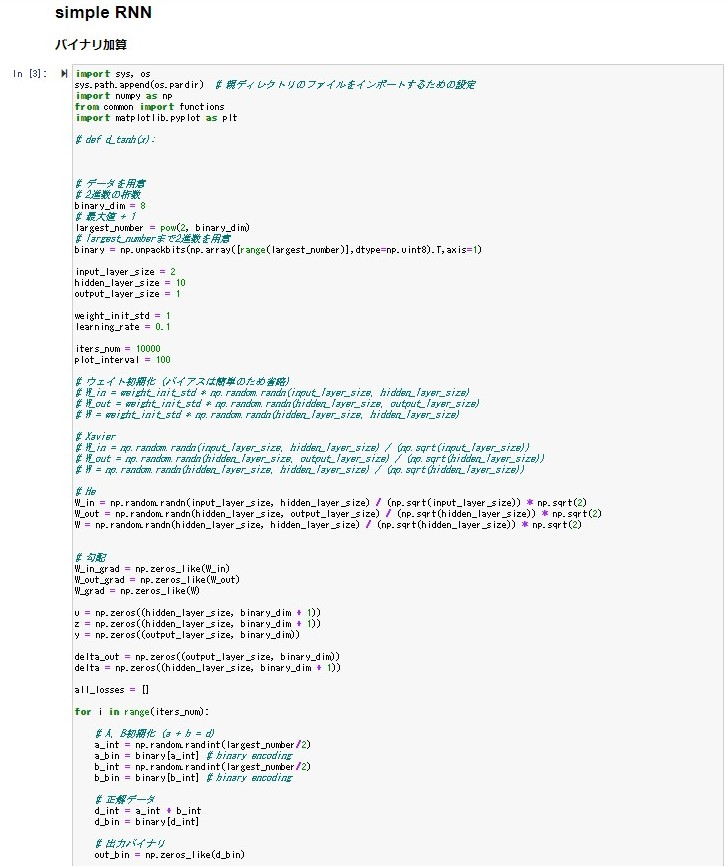 simple RNN
バイナリ加算
In [3]:
import sys, os
sys.path.append(os.pardir)  # 親ディレクトリのファイルをインポートするための設定
import numpy as np
from common import functions
import matplotlib.pyplot as plt
# def d_tanh(x):
# データを用意
# 2進数の桁数
binary_dim = 8
# 最大値 + 1
largest_number = pow(2, binary_dim)
# largest_numberまで2進数を用意
binary = np.unpackbits(np.array([range(largest_number)],dtype=np.uint8).T,axis=1)
input_layer_size = 2
hidden_layer_size = 10
output_layer_size = 1
weight_init_std = 1
learning_rate = 0.1
iters_num = 10000
plot_interval = 100
# ウェイト初期化 (バイアスは簡単のため省略)
# W_in = weight_init_std * np.random.randn(input_layer_size, hidden_layer_size)
# W_out = weight_init_std * np.random.randn(hidden_layer_size, output_layer_size)
# W = weight_init_std * np.random.randn(hidden_layer_size, hidden_layer_size)
# Xavier
# W_in = np.random.randn(input_layer_size, hidden_layer_size) / (np.sqrt(input_layer_size))
# W_out = np.random.randn(hidden_layer_size, output_layer_size) / (np.sqrt(hidden_layer_size))
# W = np.random.randn(hidden_layer_size, hidden_layer_size) / (np.sqrt(hidden_layer_size))
# He
W_in = np.random.randn(input_layer_size, hidden_layer_size) / (np.sqrt(input_layer_size)) * np.sqrt(2)
W_out = np.random.randn(hidden_layer_size, output_layer_size) / (np.sqrt(hidden_layer_size)) * np.sqrt(2)
W = np.random.randn(hidden_layer_size, hidden_layer_size) / (np.sqrt(hidden_layer_size)) * np.sqrt(2)
# 勾配
W_in_grad = np.zeros_like(W_in)
W_out_grad = np.zeros_like(W_out)
W_grad = np.zeros_like(W)
u = np.zeros((hidden_layer_size, binary_dim + 1))
z = np.zeros((hidden_layer_size, binary_dim + 1))
y = np.zeros((output_layer_size, binary_dim))
delta_out = np.zeros((output_layer_size, binary_dim))
delta = np.zeros((hidden_layer_size, binary_dim + 1))
all_losses = []
for i in range(iters_num):
# A, B初期化 (a + b = d)
a_int = np.random.randint(largest_number/2)
a_bin = binary[a_int] # binary encoding
b_int = np.random.randint(largest_number/2)
b_bin = binary[b_int] # binary encoding
# 正解データ
d_int = a_int + b_int
d_bin = binary[d_int]
# 出力バイナリ
out_bin = np.zeros_like(d_bin)